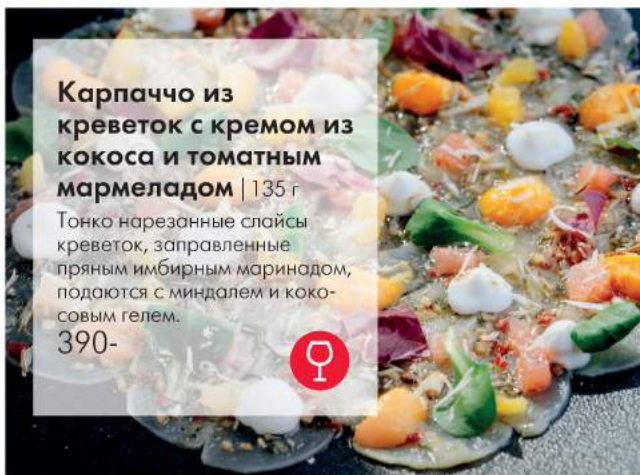 Карпаччо из
креветок с кремом из
кокоса и томатным
мармеладом | 135 г
Тонко нарезанные слайсы
креветок, заправленные
пряным имбирным маринадом,
подаются с миндалем и коко-
совым гелем.
390-